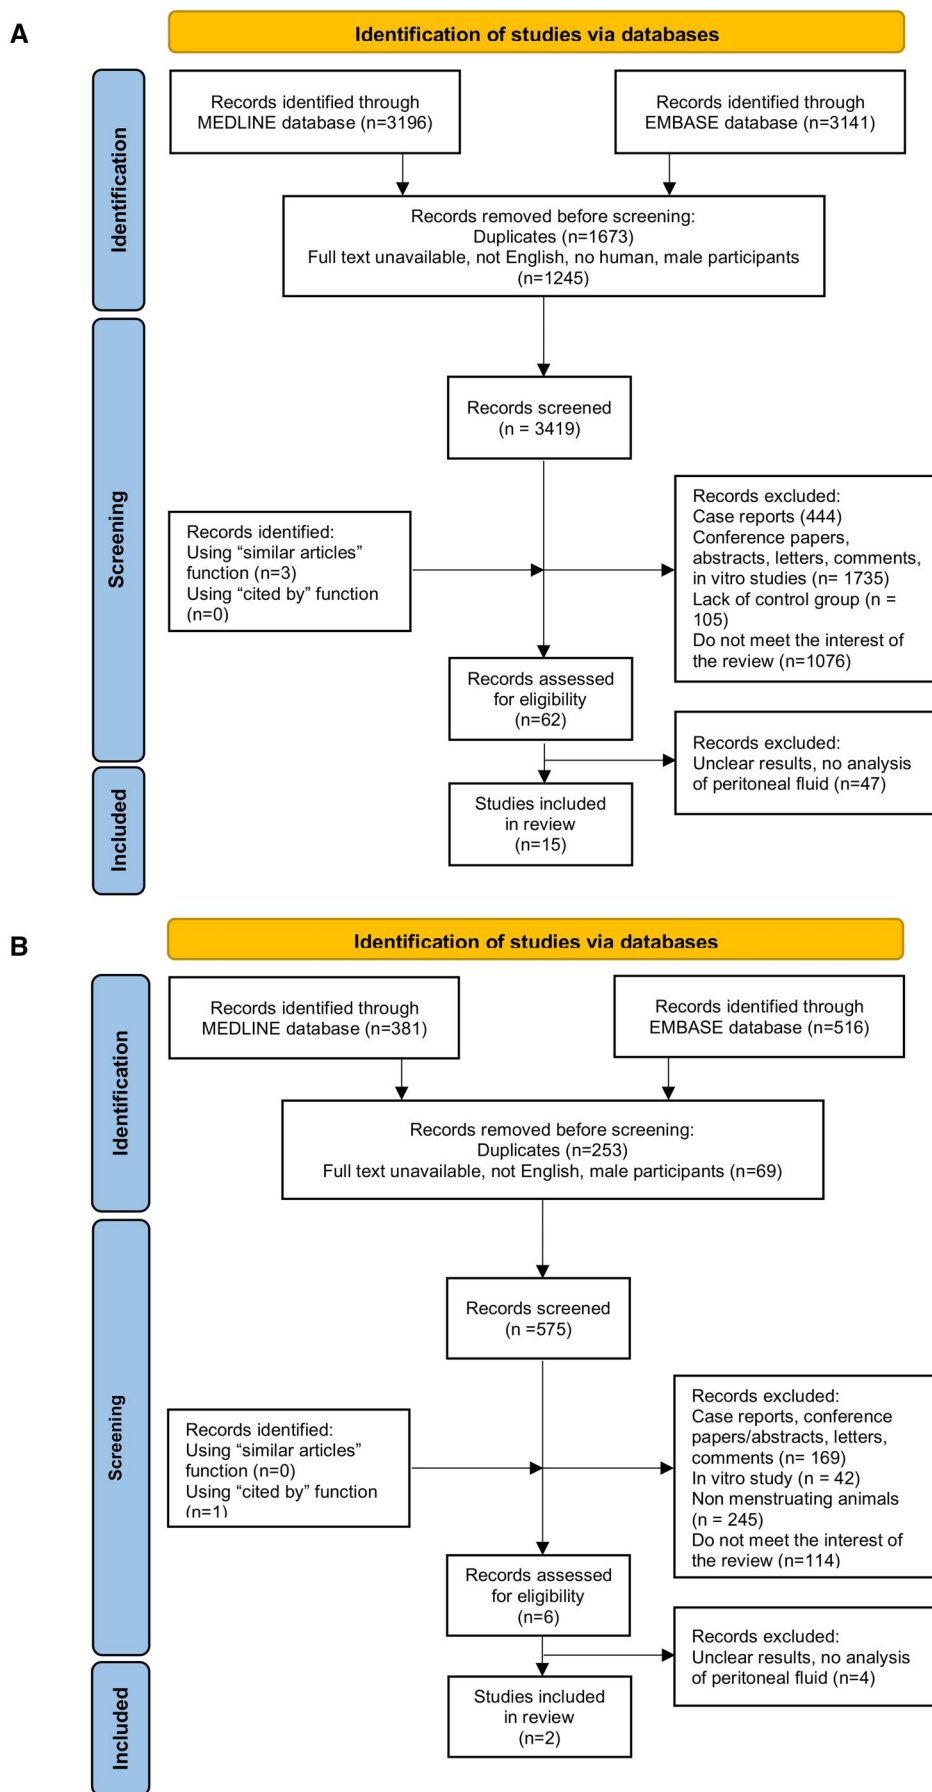 A
Identification of studies via databases
Identification
Records identified through
MEDLINE database (n=3196)
Records identified through
EMBASE database (n=3141)
Records removed before screening:
Duplicates (n=1673)
Full text unavailable, not English, no human, male participants
(n=1245)
Screening
Records screened
(n = 3419)
Records identified:
Using “similar articles”
function (n=3)
Using “cited by” function
(n=0)
Records excluded:
Case reports (444)
Conference papers,
abstracts, letters, comments,
in vitro studies (n= 1735)
Lack of control group (n =
105)
Do not meet the interest of
the review (n=1076)
Records assessed
for eligibility
(n=62)
Records excluded:
Unclear results, no analysis
of peritoneal fluid (n=47)
Included
Studies included
in review
(n=15)
B
Identification of studies via databases
Identification
Records identified through
MEDLINE database (n=381)
Records identified through
EMBASE database (n=516)
Records removed before screening:
Duplicates (n=253)
Full text unavailable, not English, male participants (n=69)
Screening
Records screened
(n =575)
Records identified:
Using “similar articles”
function (n=0)
Using “cited by” function
(n=1)
Records excluded:
Case reports, conference
papers/abstracts, letters,
comments (n= 169)
In vitro study (n = 42)
Non menstruating animals
(n = 245)
Do not meet the interest of
the review (n=114)
Records assessed
for eligibility
(n=6)
Records excluded:
Unclear results, no analysis
of peritoneal fluid (n=4)
Included
Studies included
in review
(n=2)